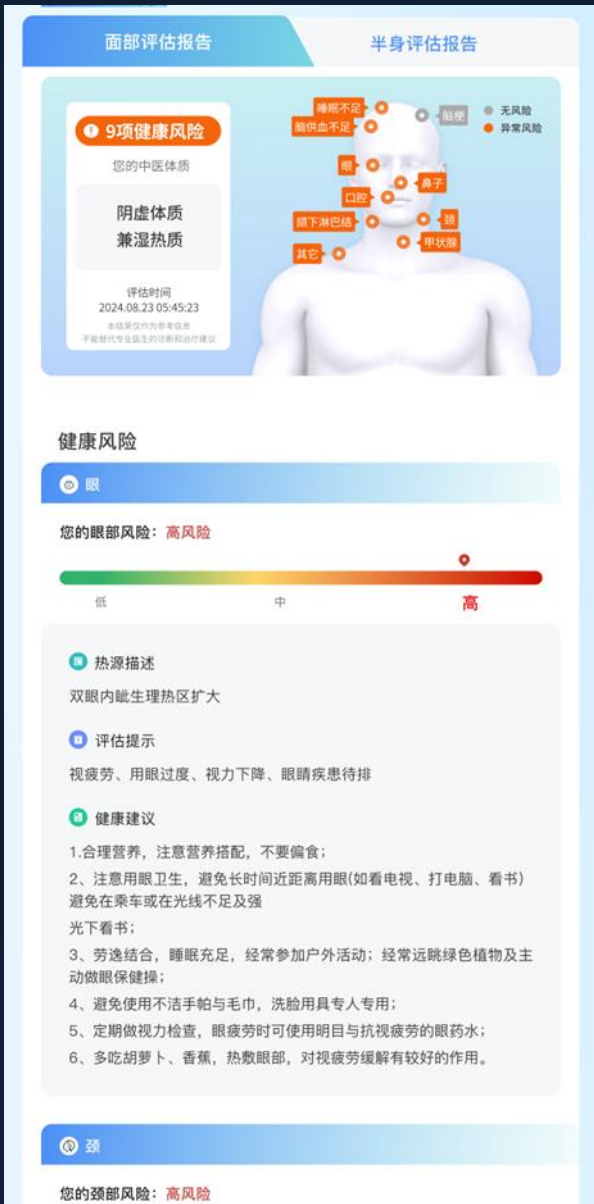 面部评估报告
半身评估报告
9项健康风险
您的中医体质
阴虚体质
兼湿热质
评估时间
2024.08.23 05:45:23
本结果仅作为参考信息
不能替代专业医生的诊断和治疗建议
睡眠不足
脑供血不足
脑梗
无风险
异常风险
眼
鼻子
口腔
颌下淋巴结
颈
甲状腺
其它
健康风险
眼
您的眼部风险：高风险
低
中
高
热源描述
双眼内眦生理热区扩大
评估提示
视疲劳、用眼过度、视力下降、眼睛疾患待排
健康建议
1.合理营养，注意营养搭配，不要偏食；
2、注意用眼卫生，避免长时间近距离用眼(如看电视、打电脑、看书)
避免在乘车或在光线不足及强
光下看书；
3、劳逸结合，睡眠充足，经常参加户外活动；经常远眺绿色植物及主
动做眼保健操；
4、避免使用不洁手帕与毛巾，洗脸用具专人专用；
5、定期做视力检查，眼疲劳时可使用明目与抗视疲劳的眼药水；
6、多吃胡萝卜、香蕉，热敷眼部，对视疲劳缓解有较好的作用。
颈
您的颈部风险：高风险